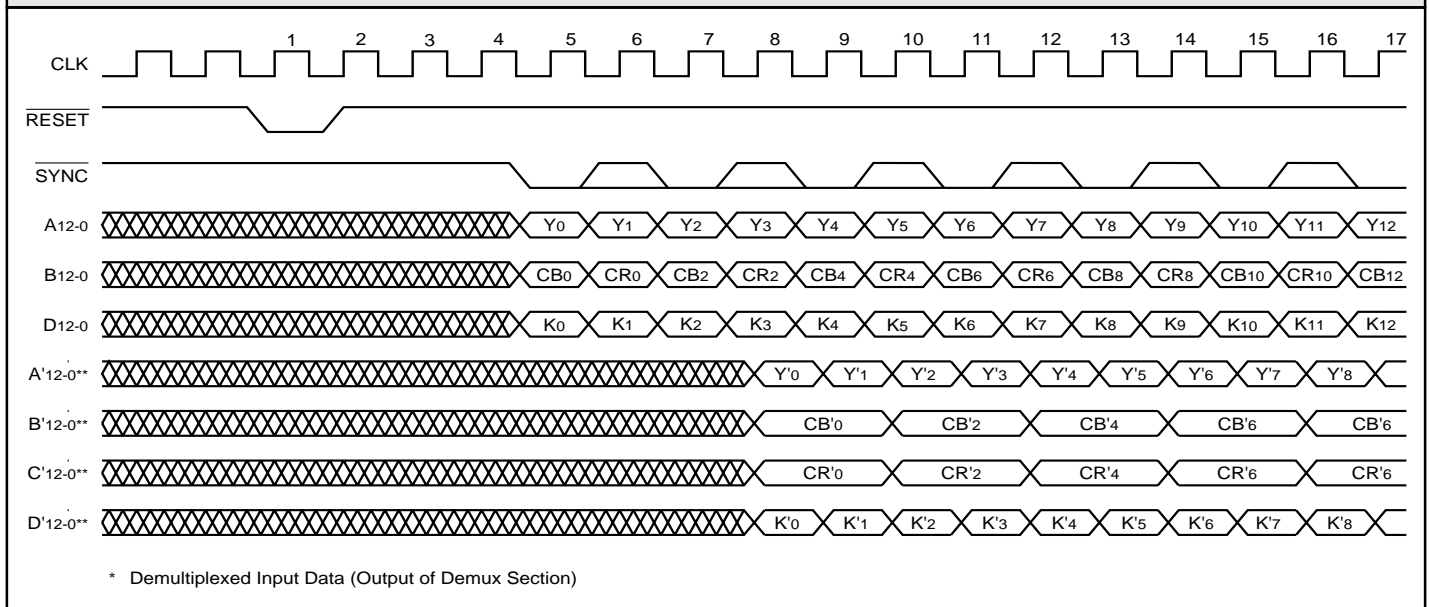 1 2 3 4 5 6 7 8 9 10 11 12 13 14 15 16 17
CLK
RESET
SYNC
A12-0 Y0 Y1 Y2 Y3 Y4 Y5 Y6 Y7 Y8 Y9 Y10 Y11 Y12
B12-0 CB0 CR0 CB2 CR2 CB4 CR4 CB6 CR6 CB8 CR8 CB10 CR10 CB12
D12-0 K0 K1 K2 K3 K4 K5 K6 K7 K8 K9 K10 K11 K12
A'12-0** Y'0 Y'1 Y'2 Y'3 Y'4 Y'5 Y'6 Y'7 Y'8
B'12-0** CB'0 CB'2 CB'4 CB'6 CB'6
C'12-0** CR'0 CR'2 CR'4 CR'6 CR'6
D'12-0** K'0 K'1 K'2 K'3 K'4 K'5 K'6 K'7 K'8
* Demultiplexed Input Data (Output of Demux Section)